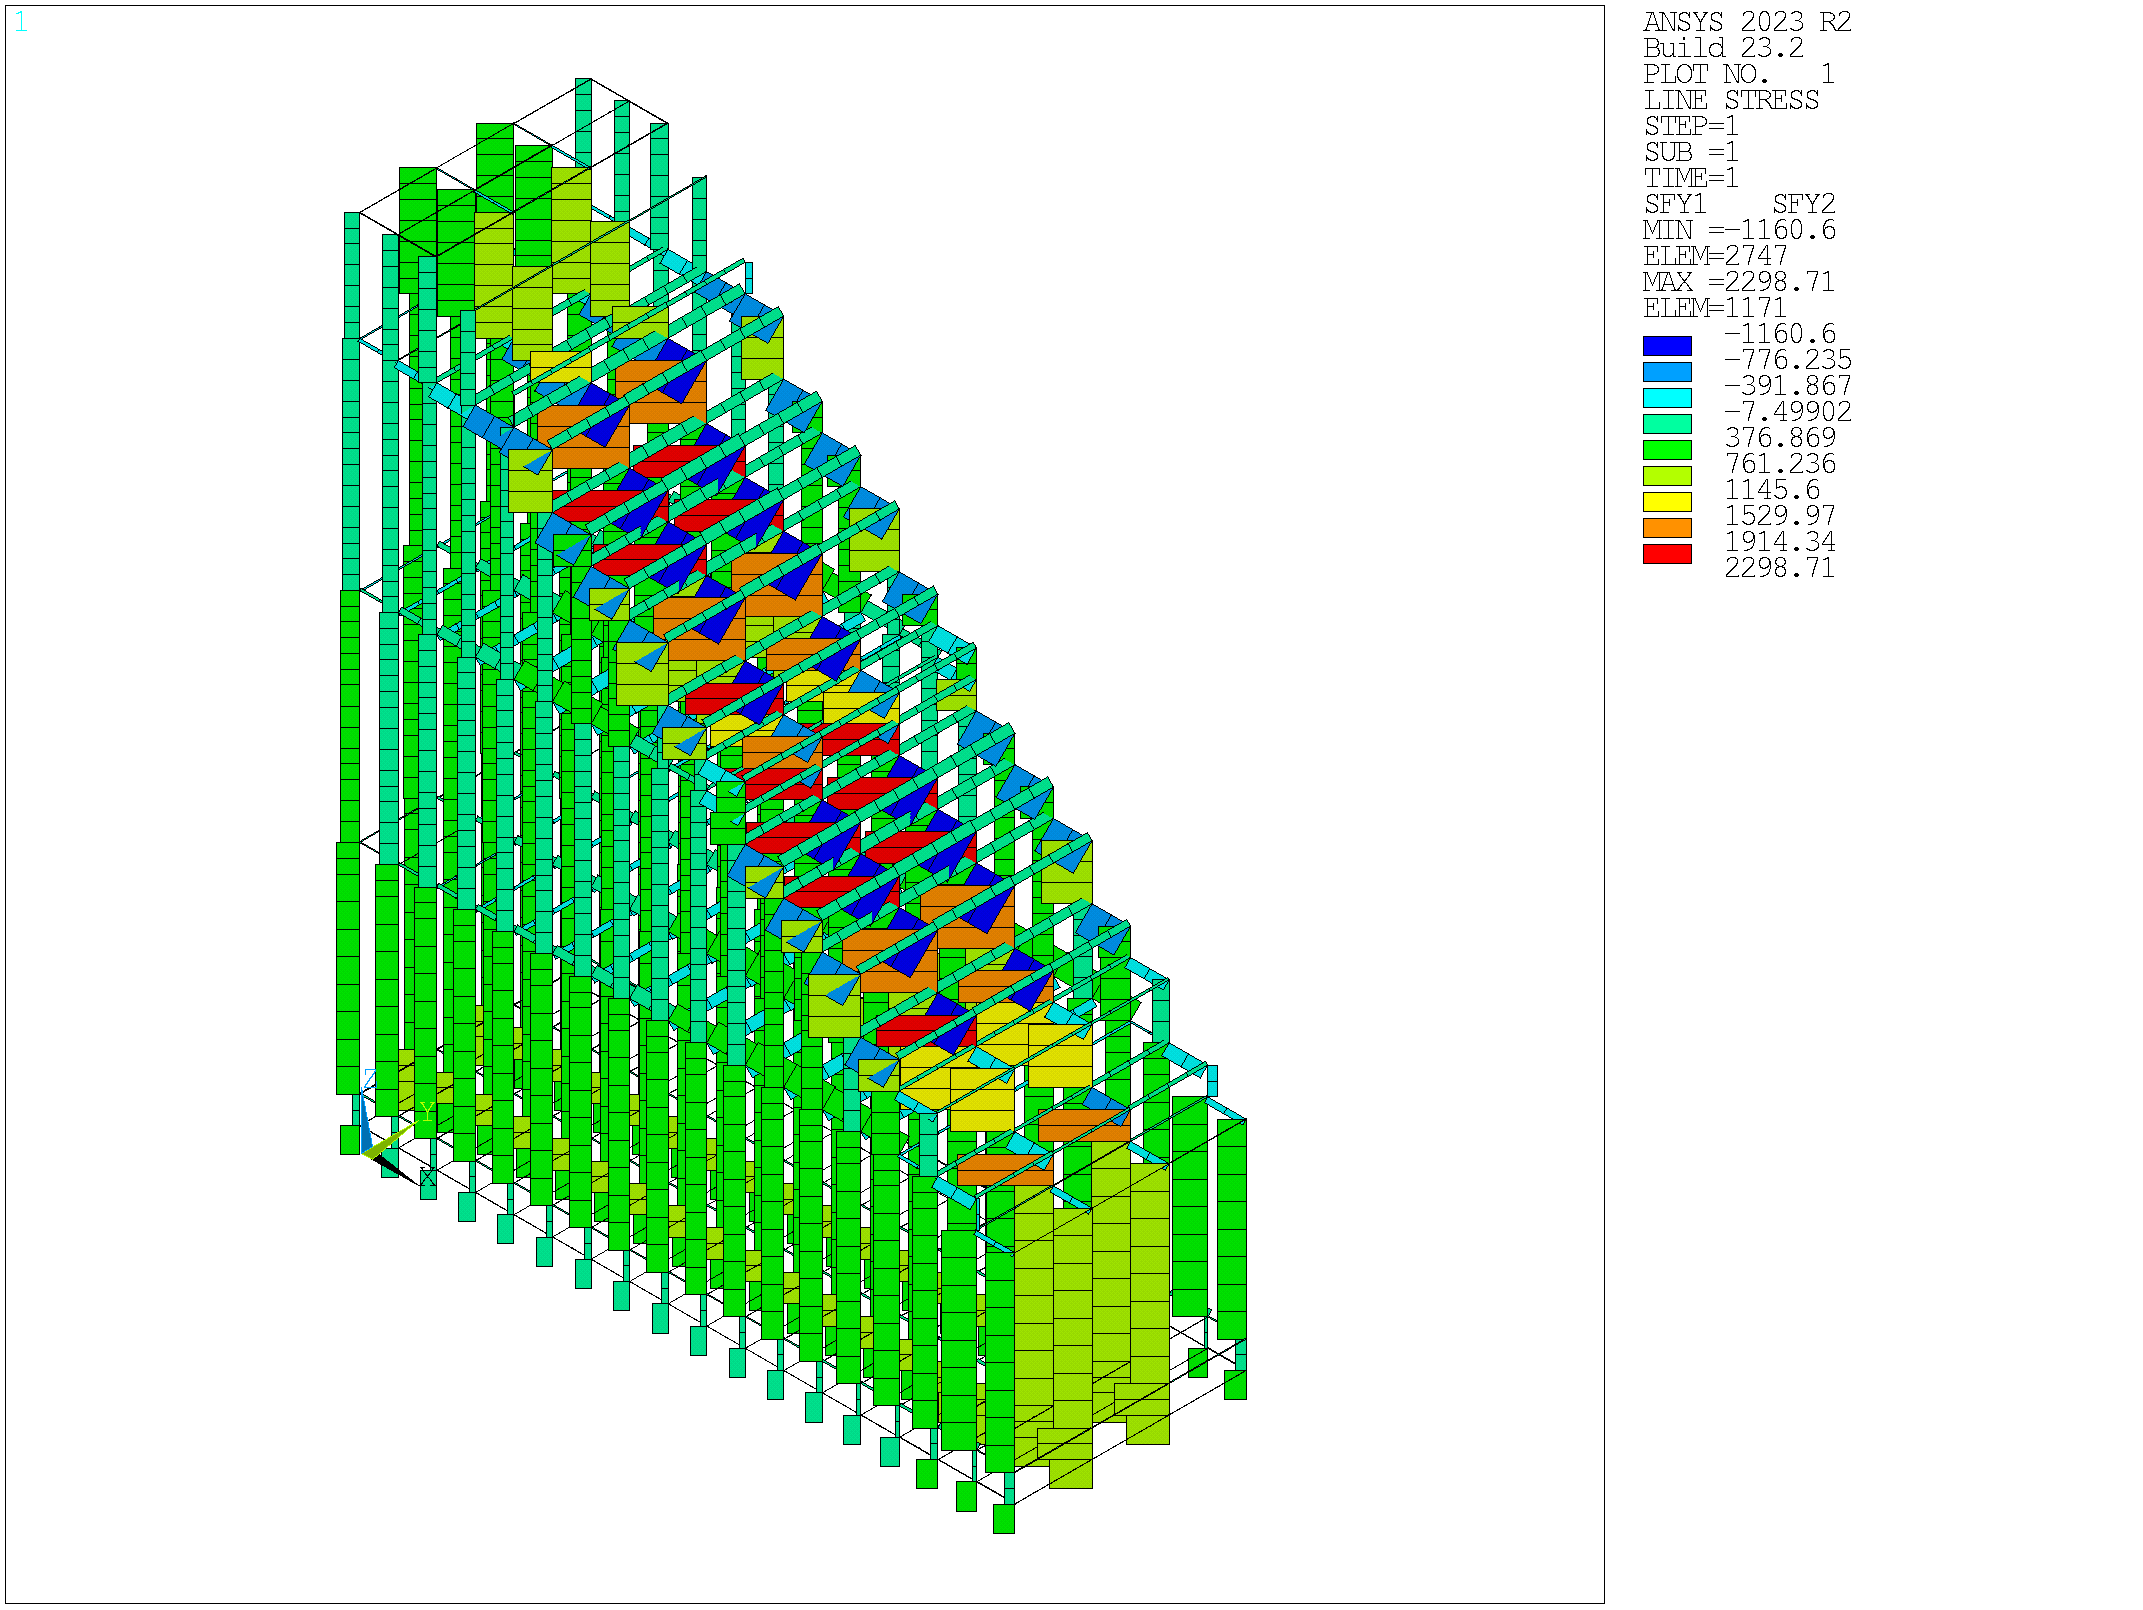 1
ANSYS 2023 R2
Build 23.2
PLOT NO.   1
LINE STRESS
STEP=1
SUB =1
TIME=1
SFY1    SFY2
MIN =-1160.6
ELEM=2747
MAX =2298.71
ELEM=1171
-1160.6
-776.235
-391.867
-7.49902
376.869
761.236
1145.6
1529.97
1914.34
2298.71
Z
Y
X